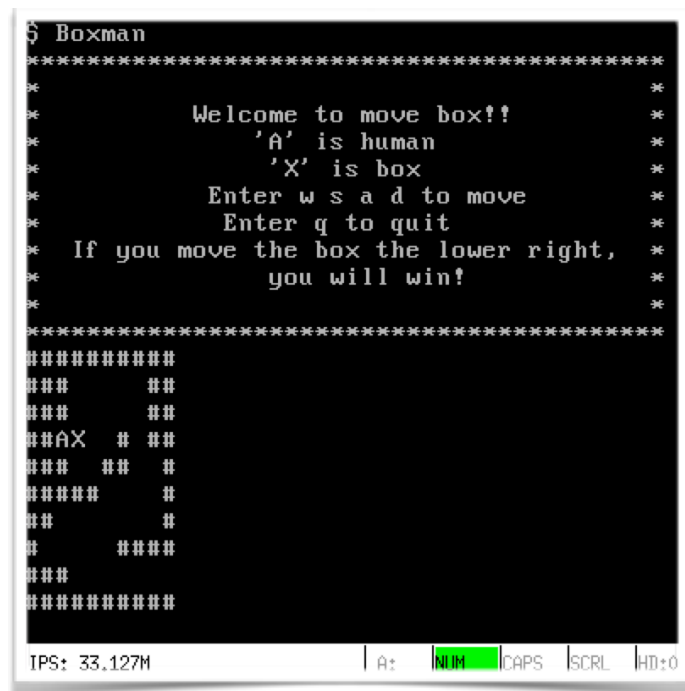 $ Boxman
******************************************
*                                        *
*          Welcome to move box!!         *
*              'A' is human              *
*               'X' is box               *
*           Enter w s a d to move        *
*            Enter q to quit             *
*  If you move the box the lower right,  *
*               you will win!            *
*                                        *
******************************************
##########
###     ##
###     ##
##AX  # ##
###  ##  #
#####    #
##       #
#     ####
###
##########
IPS: 33.127M A: NUM CAPS SCRL HD:0